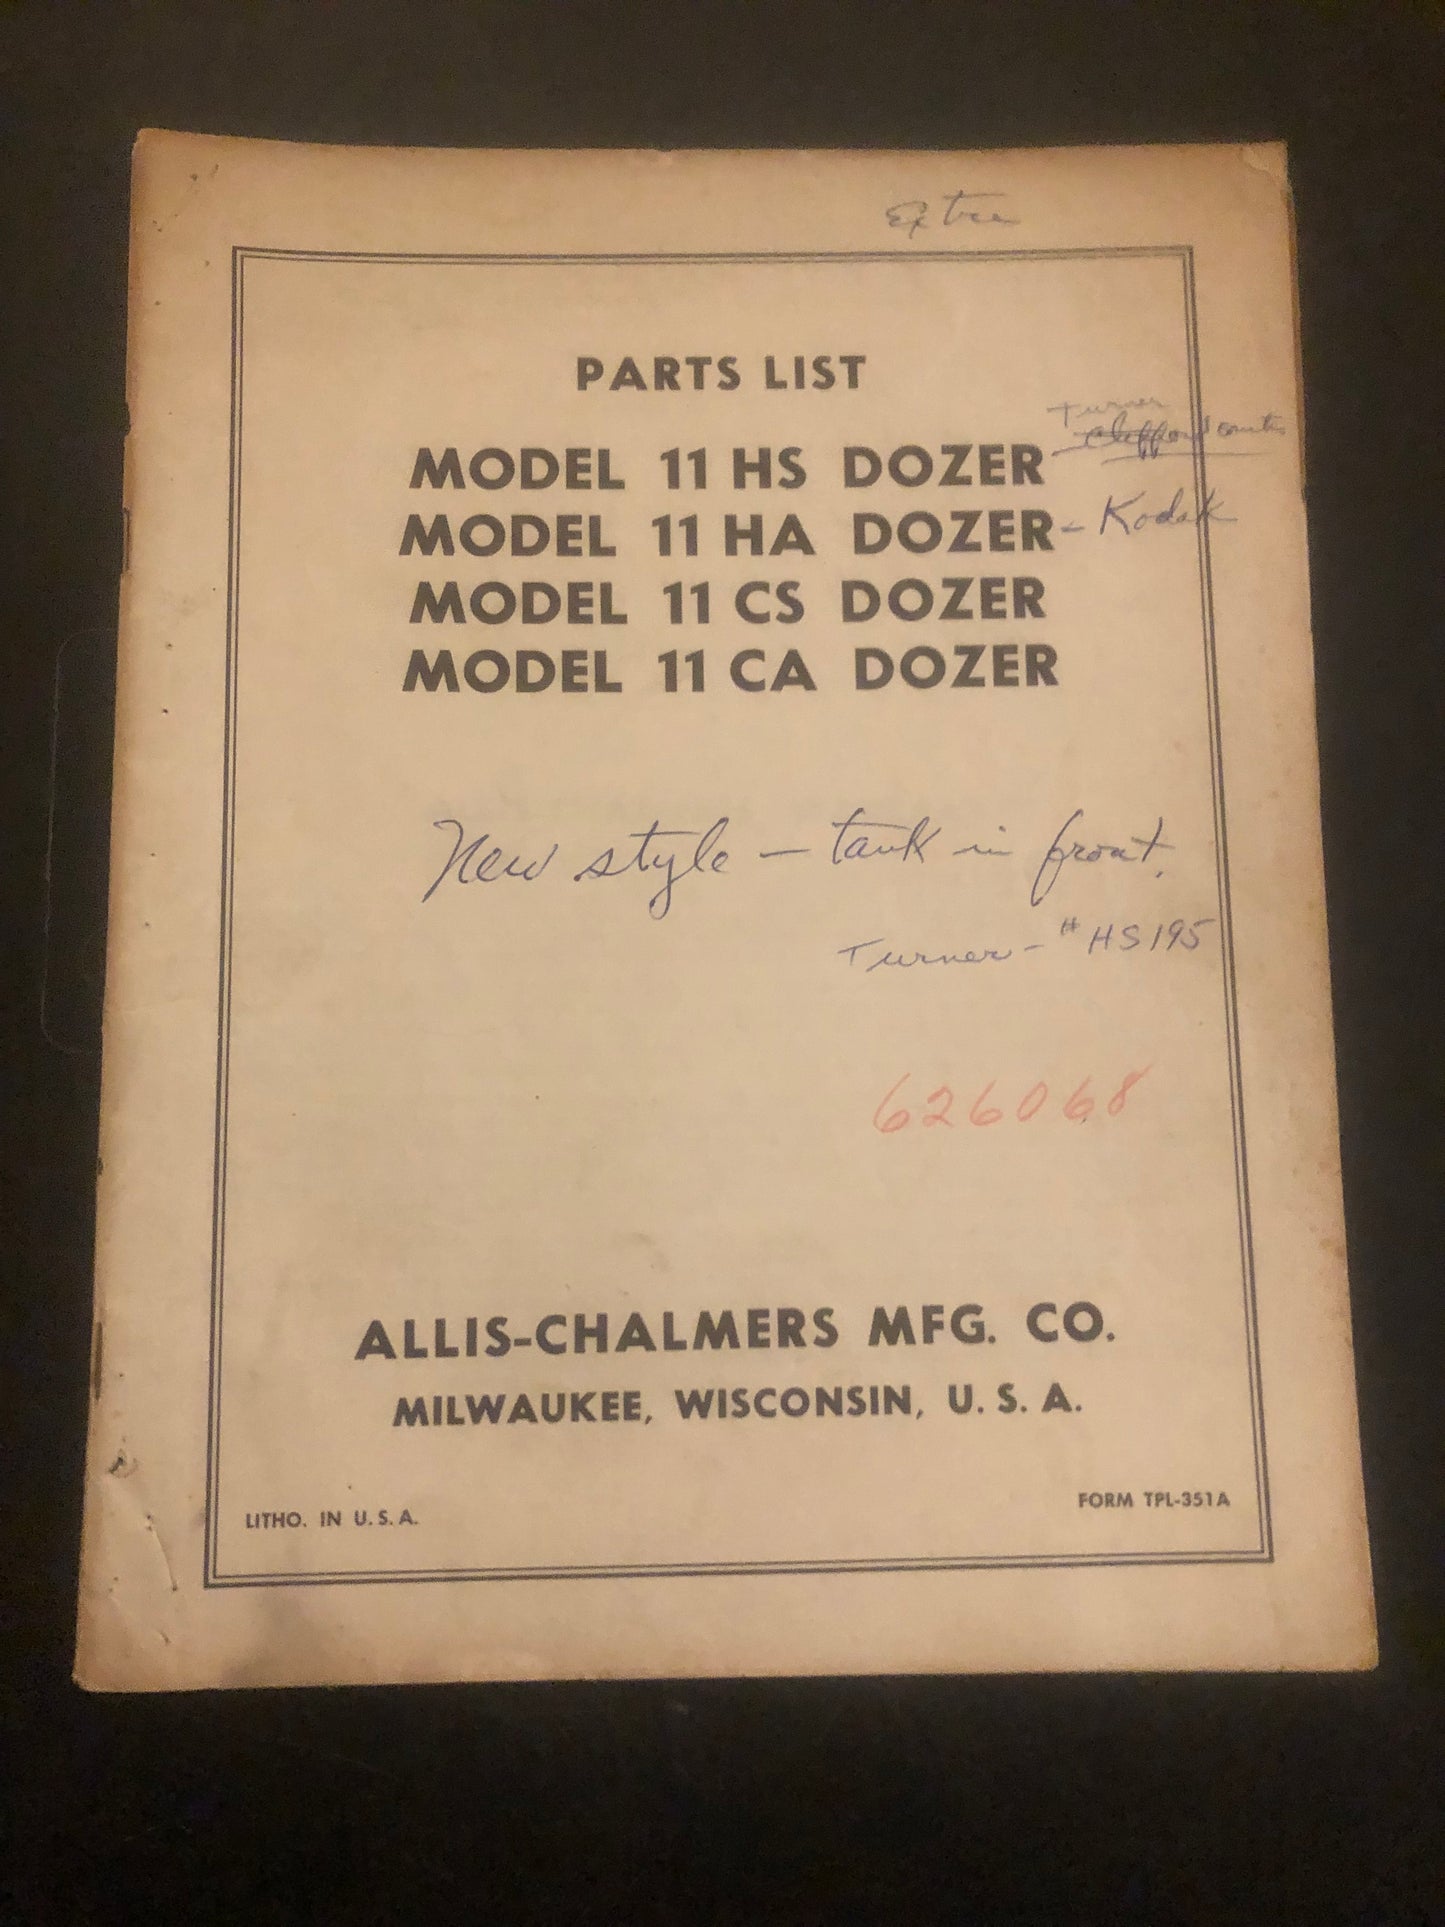 Extra
PARTS LIST
Turner
MODEL 11 HS DOZER
MODEL 11 HA DOZER - Kodak
MODEL 11 CS DOZER
MODEL 11 CA DOZER
New style - tank in front.
Turner - # HS195
626068
ALLIS-CHALMERS MFG. CO.
MILWAUKEE, WISCONSIN, U. S. A.
LITHO. IN U. S. A.
FORM TPL-351A